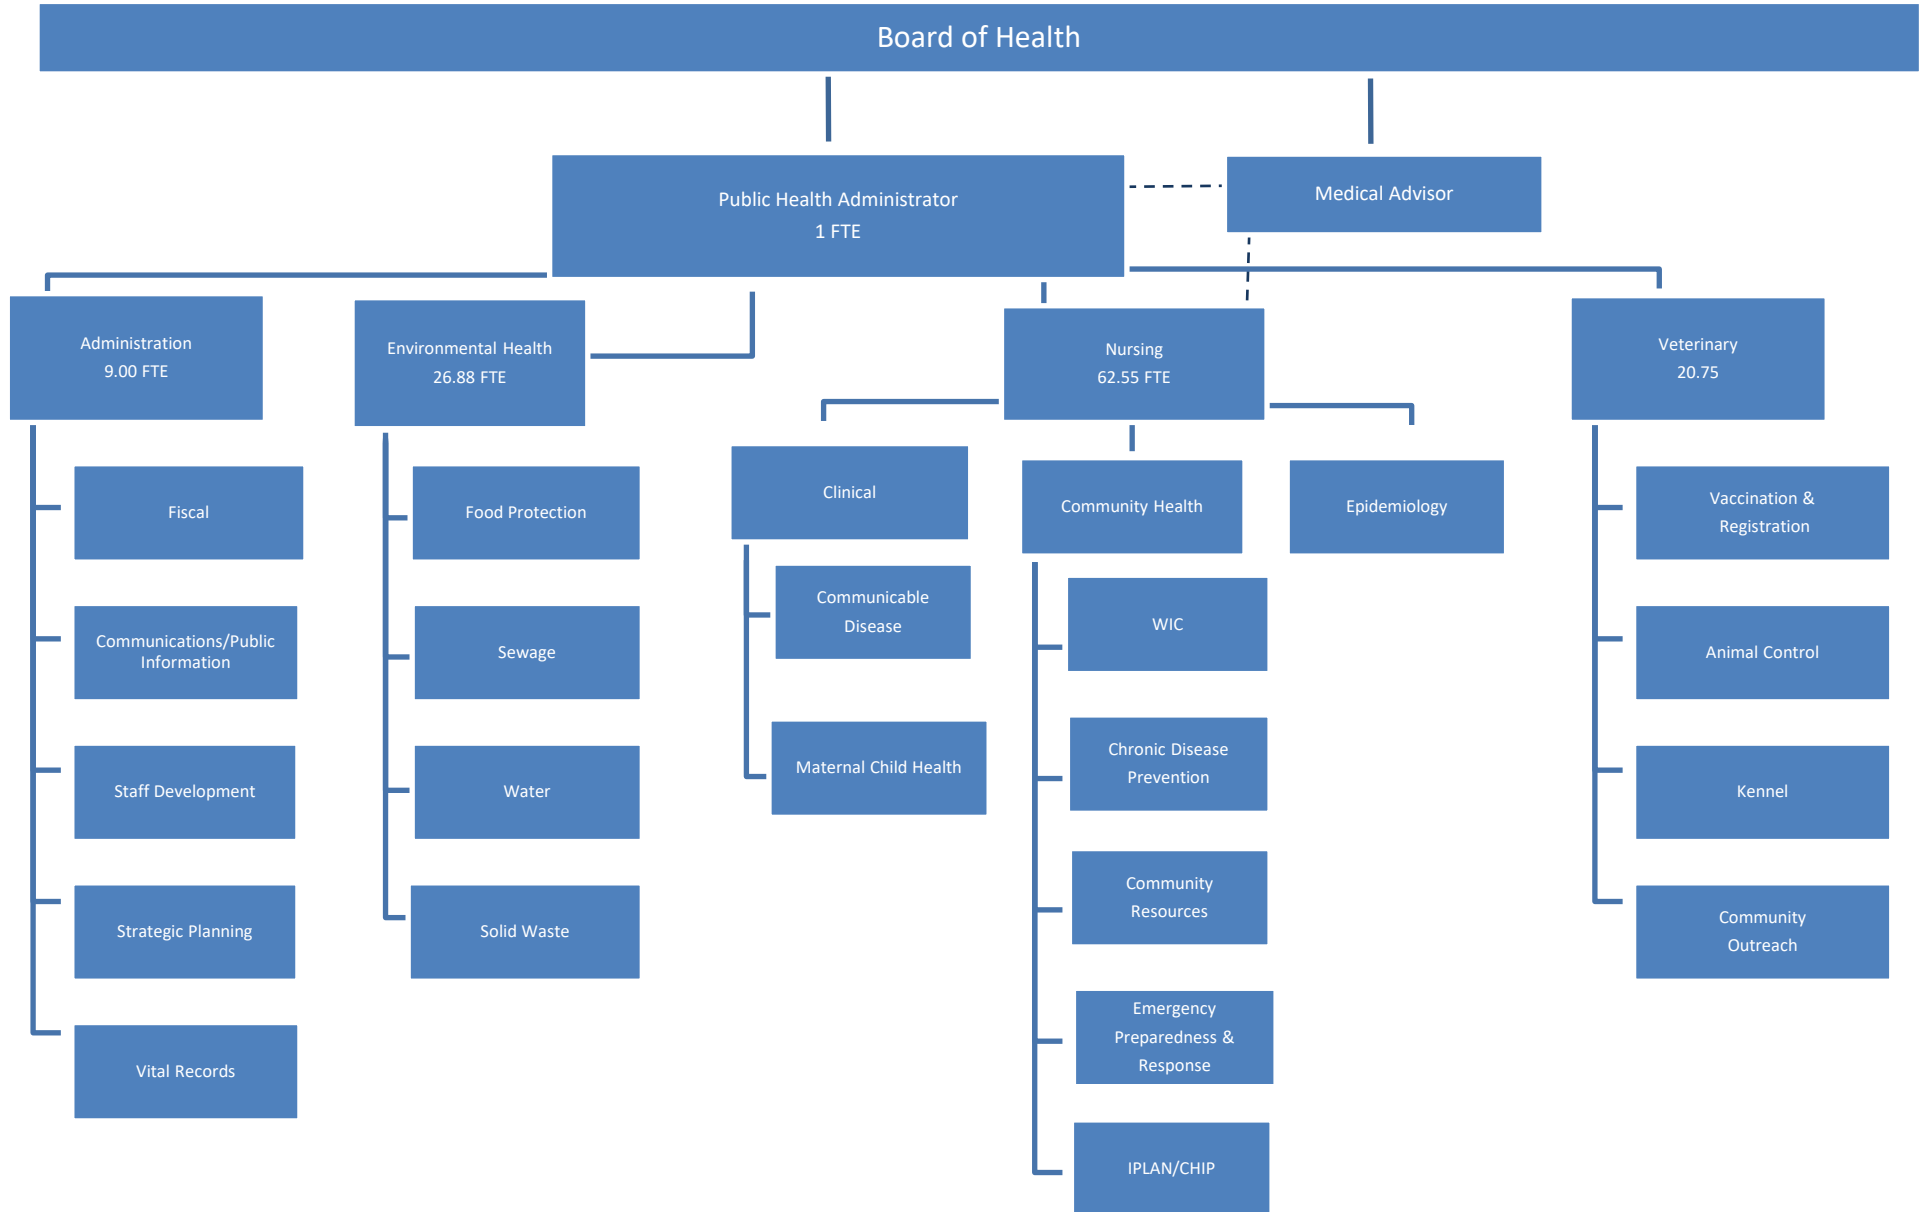 Board of Health
Public Health Administrator
1 FTE
Medical Advisor
Administration
9.00 FTE
Environmental Health
26.88 FTE
Nursing
62.55 FTE
Veterinary
20.75
Fiscal
Communications/Public
Information
Staff Development
Strategic Planning
Vital Records
Food Protection
Sewage
Water
Solid Waste
Clinical
Communicable
Disease
Maternal Child Health
Community Health
WIC
Chronic Disease
Prevention
Community
Resources
Emergency
Preparedness &
Response
IPLAN/CHIP
Epidemiology
Vaccination &
Registration
Animal Control
Kennel
Community
Outreach